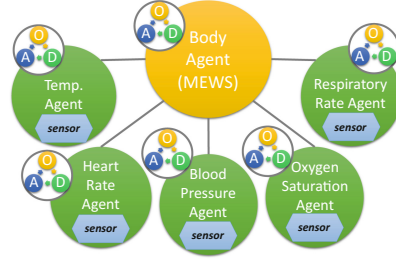 O
A D
Body
Agent
(MEWS)
O
A D
Temp.
Agent
sensor
O
A D
Respiratory
Rate Agent
sensor
O
A D
Heart
Rate
Agent
sensor
O
A D
Blood
Pressure
Agent
sensor
O
A D
Oxygen
Saturation
Agent
sensor